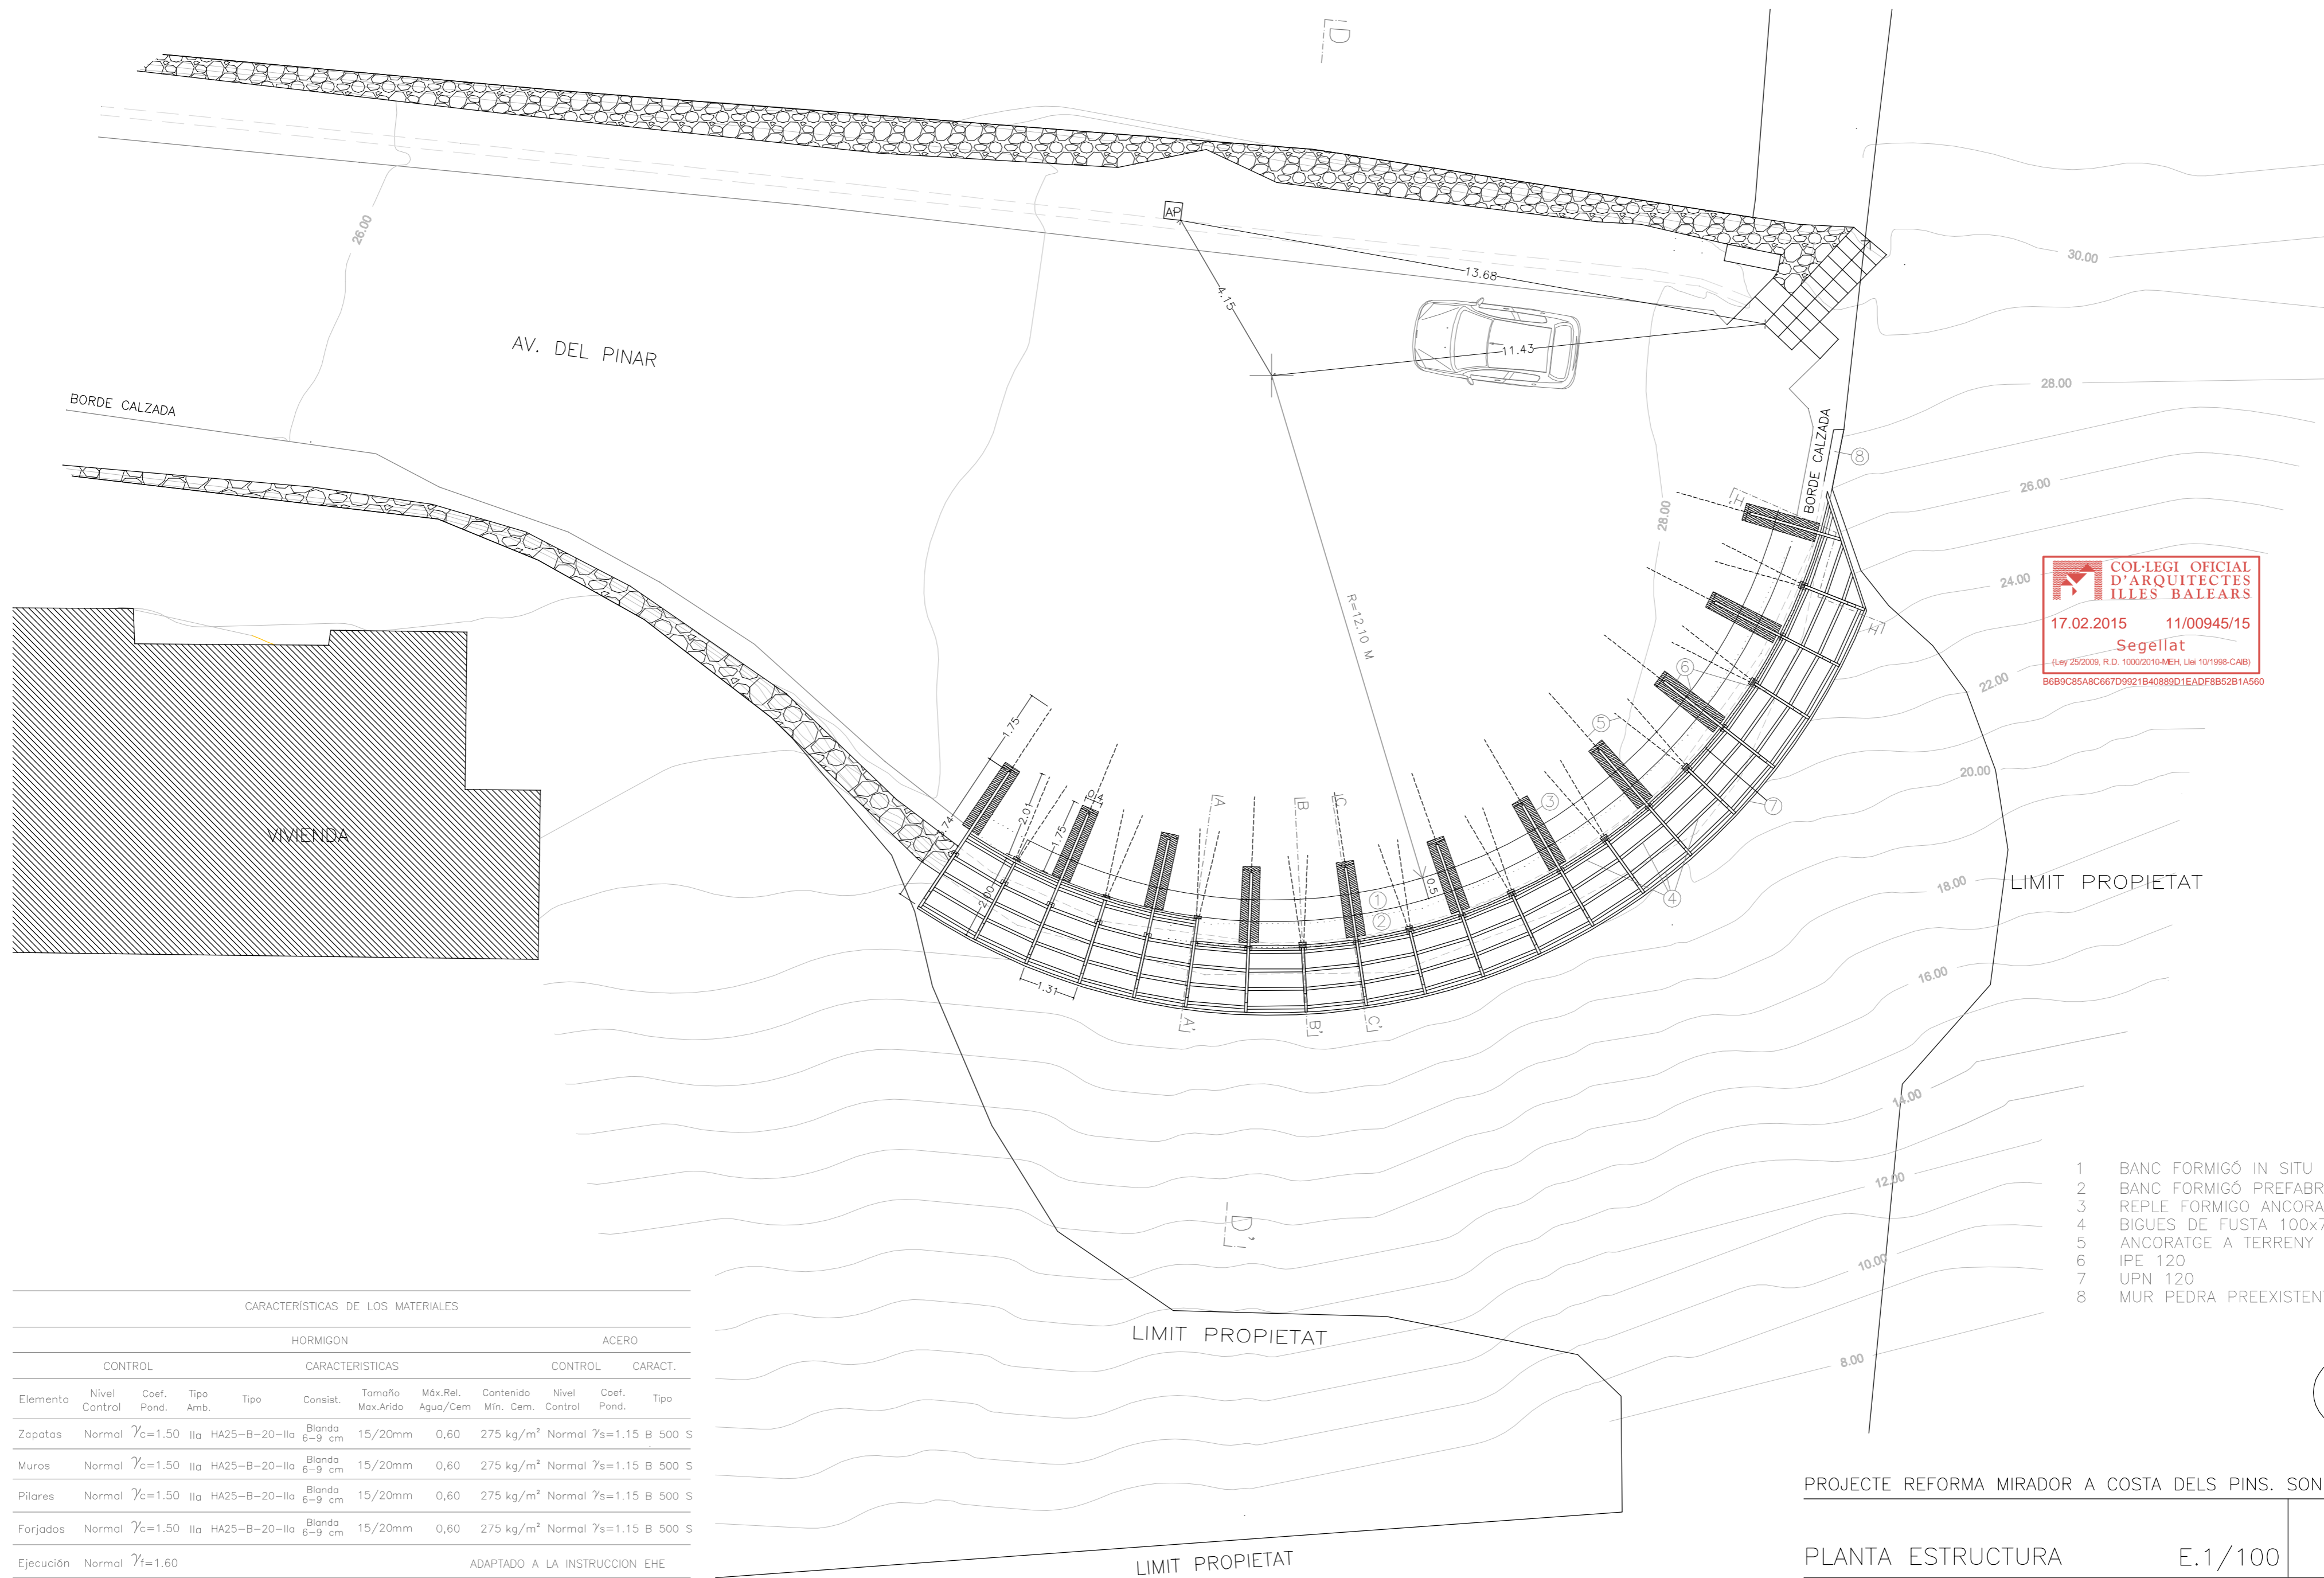 D
26.00
AV. DEL PINAR
BORDE CALZADA
AP
13.68
4.15
11.43
30.00
28.00
BORDE CALZADA
8
26.00
28.00
H
24.00
H'
22.00
COL·LEGI OFICIAL
D'ARQUITECTES
ILLES BALEARS
17.02.2015 11/00945/15
Segellat
(Ley 25/2009, R.D. 1000/2010-MEH, Llei 10/1998-CAIB)
B6B9C85A8C667D9921B40889D1EADF8B52B1A560
R=12.10 M
6
5
20.00
7
3
4
1.75
2.01
0.4
1.75
2.00
A
B
C
0.5
1
2
18.00
LIMIT PROPIETAT
VIVIENDA
1.31
A'
B'
C'
16.00
14.00
12.00
10.00
8.00
D'
LIMIT PROPIETAT
LIMIT PROPIETAT
1 BANC FORMIGÓ IN SITU
2 BANC FORMIGÓ
3 REPLE FORMIGO
4 BIGUES DE FUSTA
5 ANCORATGE A TERRENY
6 IPE 120
7 UPN 120
8 MUR PEDRA
CARACTERÍSTICAS DE LOS MATERIALES
HORMIGON ACERO
CONTROL CARACTERISTICAS CONTROL CARACT.
Elemento Nivel Control Coef. Pond. Tipo Amb. Tipo Consist. Tamaño Max.Arido Máx.Rel. Agua/Cem Contenido Mín. Cem. Nivel Control Coef. Pond. Tipo
Zapatas Normal γc=1.50 IIa HA25-B-20-IIa Blanda 6-9 cm 15/20mm 0,60 275 kg/m² Normal γs=1.15 B 500 S
Muros Normal γc=1.50 IIa HA25-B-20-IIa Blanda 6-9 cm 15/20mm 0,60 275 kg/m² Normal γs=1.15 B 500 S
Pilares Normal γc=1.50 IIa HA25-B-20-IIa Blanda 6-9 cm 15/20mm 0,60 275 kg/m² Normal γs=1.15 B 500 S
Forjados Normal γc=1.50 IIa HA25-B-20-IIa Blanda 6-9 cm 15/20mm 0,60 275 kg/m² Normal γs=1.15 B 500 S
Ejecución Normal γf=1.60 ADAPTADO A LA INSTRUCCION EHE
PROJECTE REFORMA MIRADOR A COSTA DELS PINS. SON
PLANTA ESTRUCTURA E.1/100